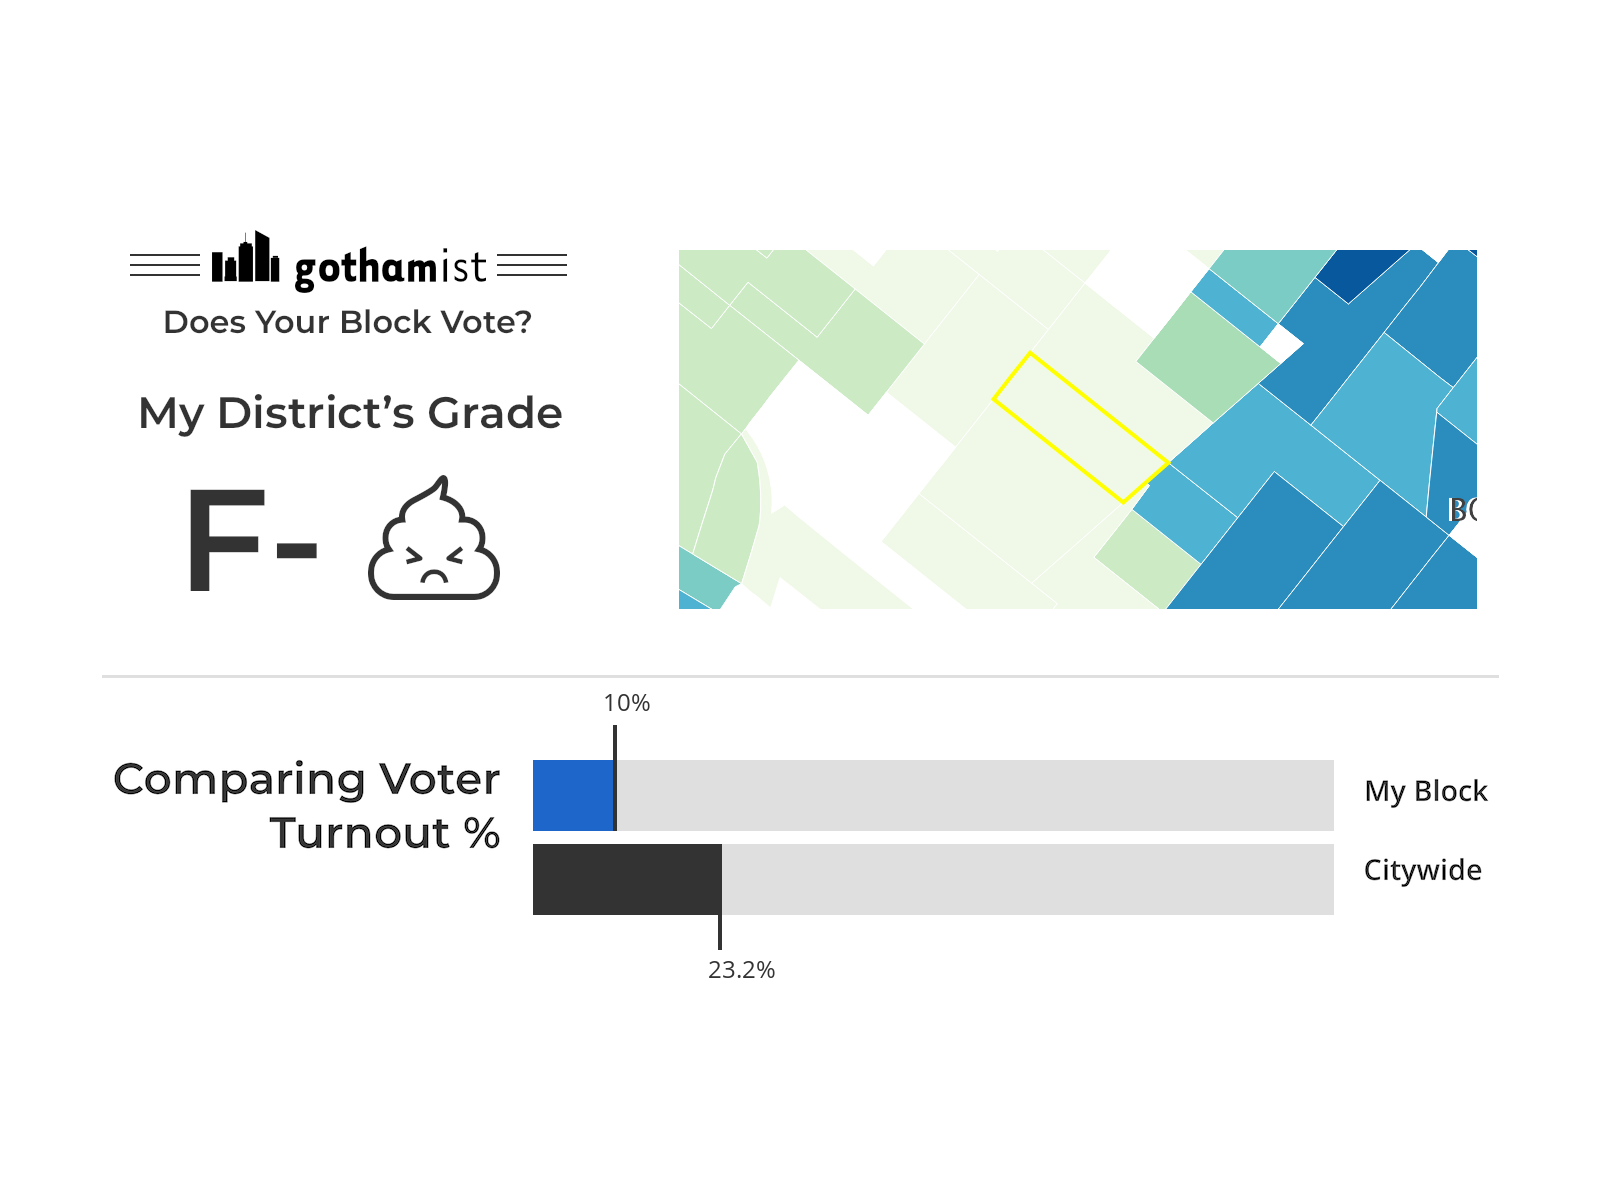 gothamist
Does Your Block Vote?
My District's Grade
F-
BO
10%
Comparing Voter
Turnout %
My Block
Citywide
23.2%